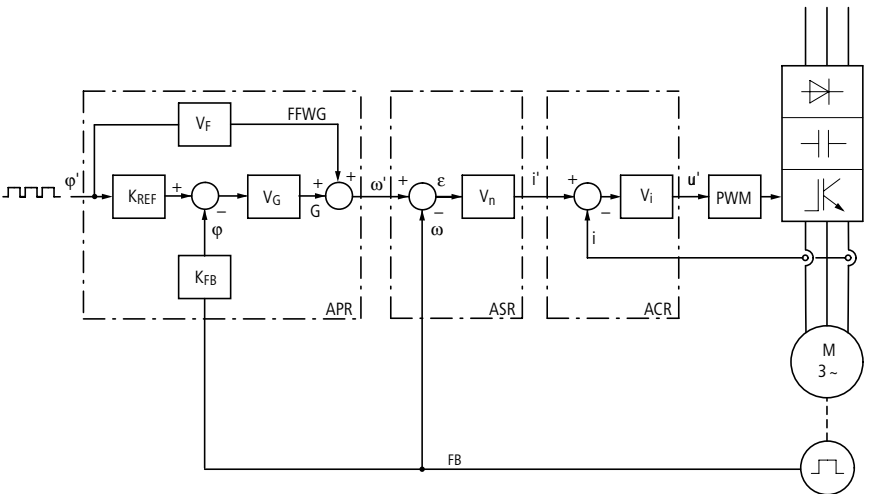 V_F
FFWG
φ'
K_REF
+
−
V_G
+
G
+
ω'
+
ε
−
V_n
i'
+
−
V_i
u'
PWM
φ
ω
i
K_FB
APR
ASR
ACR
M
3 ~
FB